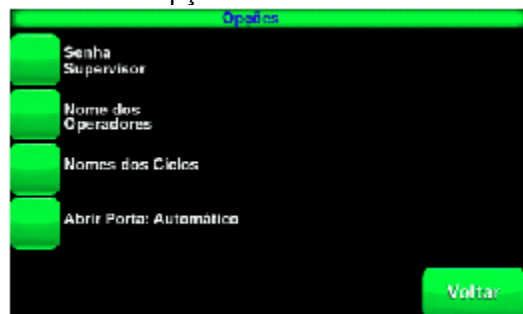 Opções
Senha
Supervisor
Nome dos
Operadores
Nomes dos Ciclos
Abrir Porta: Automático
Voltar